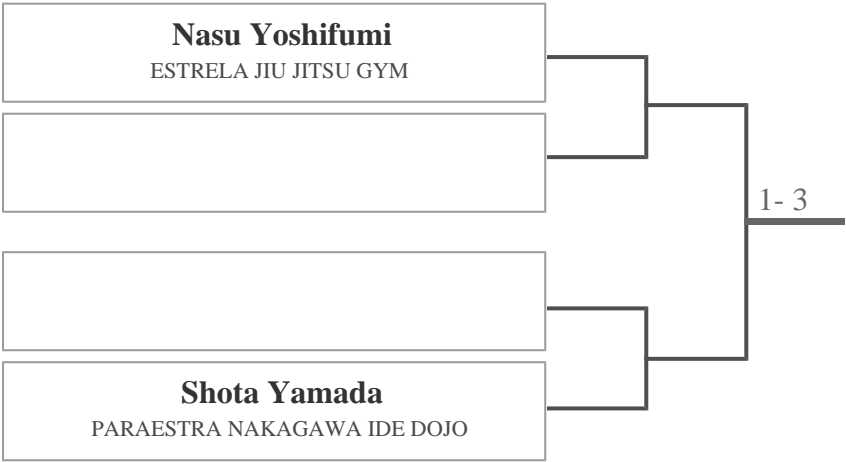 Nasu Yoshifumi
ESTRELA JIU JITSU GYM
1- 3
Shota Yamada
PARAESTRA NAKAGAWA IDE DOJO